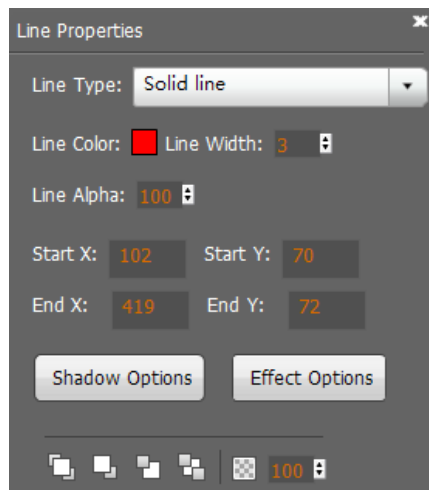 Line Properties
Line Type: Solid line
Line Color: Line Width: 3
Line Alpha: 100
Start X: 102 Start Y: 70
End X: 419 End Y: 72
Shadow Options Effect Options
100